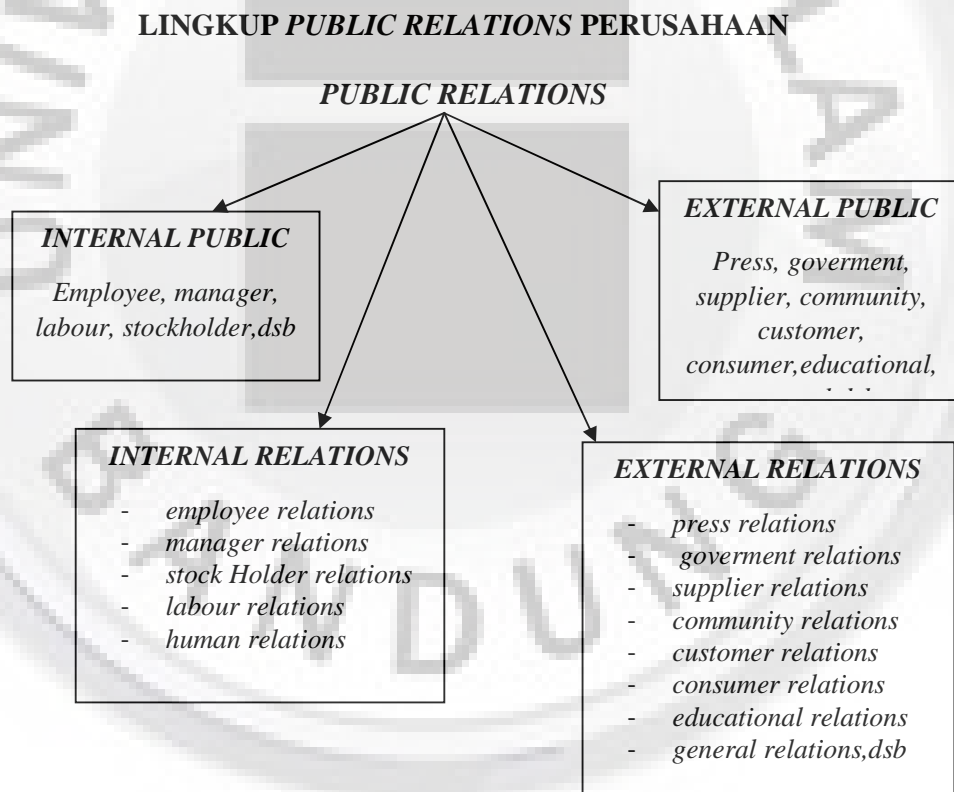 LINGKUP PUBLIC RELATIONS PERUSAHAAN
PUBLIC RELATIONS
INTERNAL PUBLIC
Employee, manager,
labour, stockholder,dsb
EXTERNAL PUBLIC
Press, goverment,
supplier, community,
customer,
consumer,educational,
INTERNAL RELATIONS
- employee relations
- manager relations
- stock Holder relations
- labour relations
- human relations
EXTERNAL RELATIONS
- press relations
- goverment relations
- supplier relations
- community relations
- customer relations
- consumer relations
- educational relations
- general relations,dsb
BANDUNG